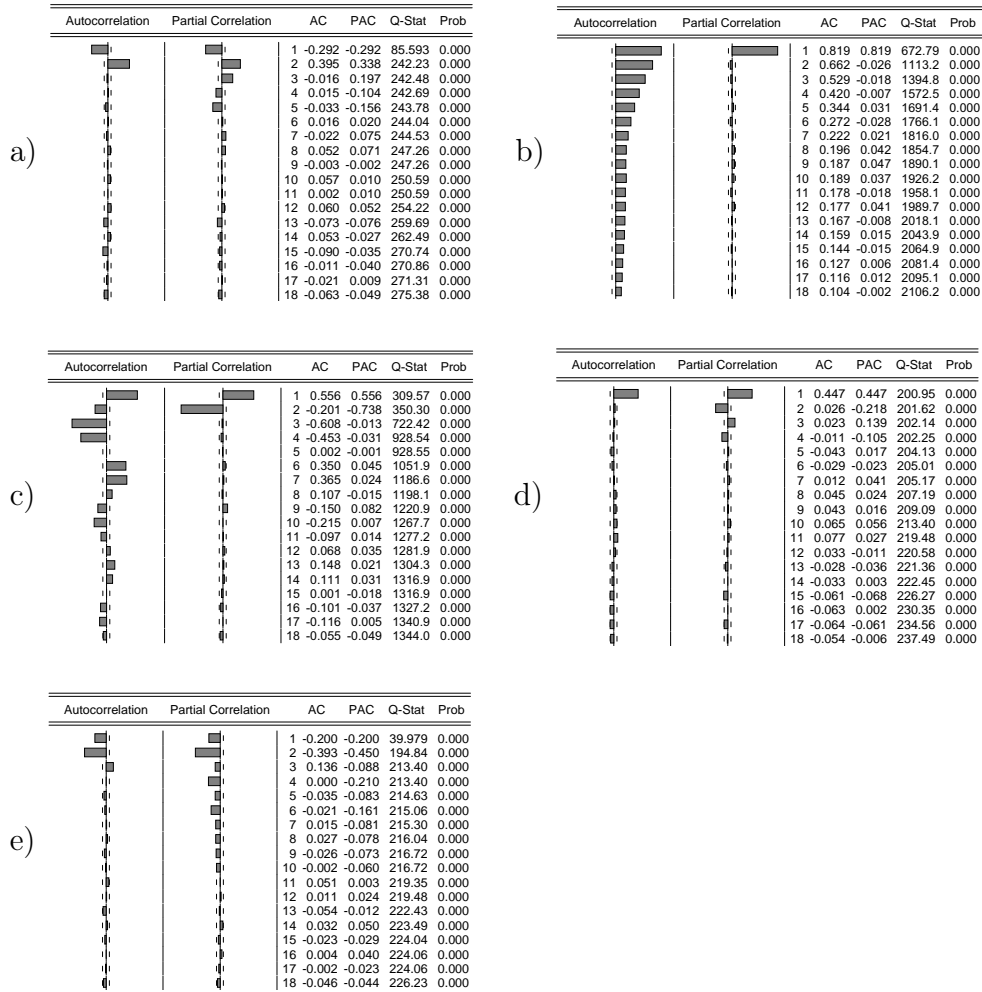 a)
Autocorrelation Partial Correlation AC PAC Q-Stat Prob
1 -0.292 -0.292 85.593 0.000
2 0.395 0.338 242.23 0.000
3 -0.016 0.197 242.48 0.000
4 0.015 -0.104 242.69 0.000
5 -0.033 -0.156 243.78 0.000
6 0.016 0.020 244.04 0.000
7 -0.022 0.075 244.53 0.000
8 0.052 0.071 247.26 0.000
9 -0.003 -0.002 247.26 0.000
10 0.057 0.010 250.59 0.000
11 0.002 0.010 250.59 0.000
12 0.060 0.052 254.22 0.000
13 -0.073 -0.076 259.69 0.000
14 0.053 -0.027 262.49 0.000
15 -0.090 -0.035 270.74 0.000
16 -0.011 -0.040 270.86 0.000
17 -0.021 0.009 271.31 0.000
18 -0.063 -0.049 275.38 0.000
b)
Autocorrelation Partial Correlation AC PAC Q-Stat Prob
1 0.819 0.819 672.79 0.000
2 0.662 -0.026 1113.2 0.000
3 0.529 -0.018 1394.8 0.000
4 0.420 -0.007 1572.5 0.000
5 0.344 0.031 1691.4 0.000
6 0.272 -0.028 1766.1 0.000
7 0.222 0.021 1816.0 0.000
8 0.196 0.042 1854.7 0.000
9 0.187 0.047 1890.1 0.000
10 0.189 0.037 1926.2 0.000
11 0.178 -0.018 1958.1 0.000
12 0.177 0.041 1989.7 0.000
13 0.167 -0.008 2018.1 0.000
14 0.159 0.015 2043.9 0.000
15 0.144 -0.015 2064.9 0.000
16 0.127 0.006 2081.4 0.000
17 0.116 0.012 2095.1 0.000
18 0.104 -0.002 2106.2 0.000
c)
Autocorrelation Partial Correlation AC PAC Q-Stat Prob
1 0.556 0.556 309.57 0.000
2 -0.201 -0.738 350.30 0.000
3 -0.608 -0.013 722.42 0.000
4 -0.453 -0.031 928.54 0.000
5 0.002 -0.001 928.55 0.000
6 0.350 0.045 1051.9 0.000
7 0.365 0.024 1186.6 0.000
8 0.107 -0.015 1198.1 0.000
9 -0.150 0.082 1220.9 0.000
10 -0.215 0.007 1267.7 0.000
11 -0.097 0.014 1277.2 0.000
12 0.068 0.035 1281.9 0.000
13 0.148 0.021 1304.3 0.000
14 0.111 0.031 1316.9 0.000
15 0.001 -0.018 1316.9 0.000
16 -0.101 -0.037 1327.2 0.000
17 -0.116 0.005 1340.9 0.000
18 -0.055 -0.049 1344.0 0.000
d)
Autocorrelation Partial Correlation AC PAC Q-Stat Prob
1 0.447 0.447 200.95 0.000
2 0.026 -0.218 201.62 0.000
3 0.023 0.139 202.14 0.000
4 -0.011 -0.105 202.25 0.000
5 -0.043 0.017 204.13 0.000
6 -0.029 -0.023 205.01 0.000
7 0.012 0.041 205.17 0.000
8 0.045 0.024 207.19 0.000
9 0.043 0.016 209.09 0.000
10 0.065 0.056 213.40 0.000
11 0.077 0.027 219.48 0.000
12 0.033 -0.011 220.58 0.000
13 -0.028 -0.036 221.36 0.000
14 -0.033 0.003 222.45 0.000
15 -0.061 -0.068 226.27 0.000
16 -0.063 0.002 230.35 0.000
17 -0.064 -0.061 234.56 0.000
18 -0.054 -0.006 237.49 0.000
e)
Autocorrelation Partial Correlation AC PAC Q-Stat Prob
1 -0.200 -0.200 39.979 0.000
2 -0.393 -0.450 194.84 0.000
3 0.136 -0.088 213.40 0.000
4 0.000 -0.210 213.40 0.000
5 -0.035 -0.083 214.63 0.000
6 -0.021 -0.161 215.06 0.000
7 0.015 -0.081 215.30 0.000
8 0.027 -0.078 216.04 0.000
9 -0.026 -0.073 216.72 0.000
10 -0.002 -0.060 216.72 0.000
11 0.051 0.003 219.35 0.000
12 0.011 0.024 219.48 0.000
13 -0.054 -0.012 222.43 0.000
14 0.032 0.050 223.49 0.000
15 -0.023 -0.029 224.04 0.000
16 0.004 0.040 224.06 0.000
17 -0.002 -0.023 224.06 0.000
18 -0.046 -0.044 226.23 0.000